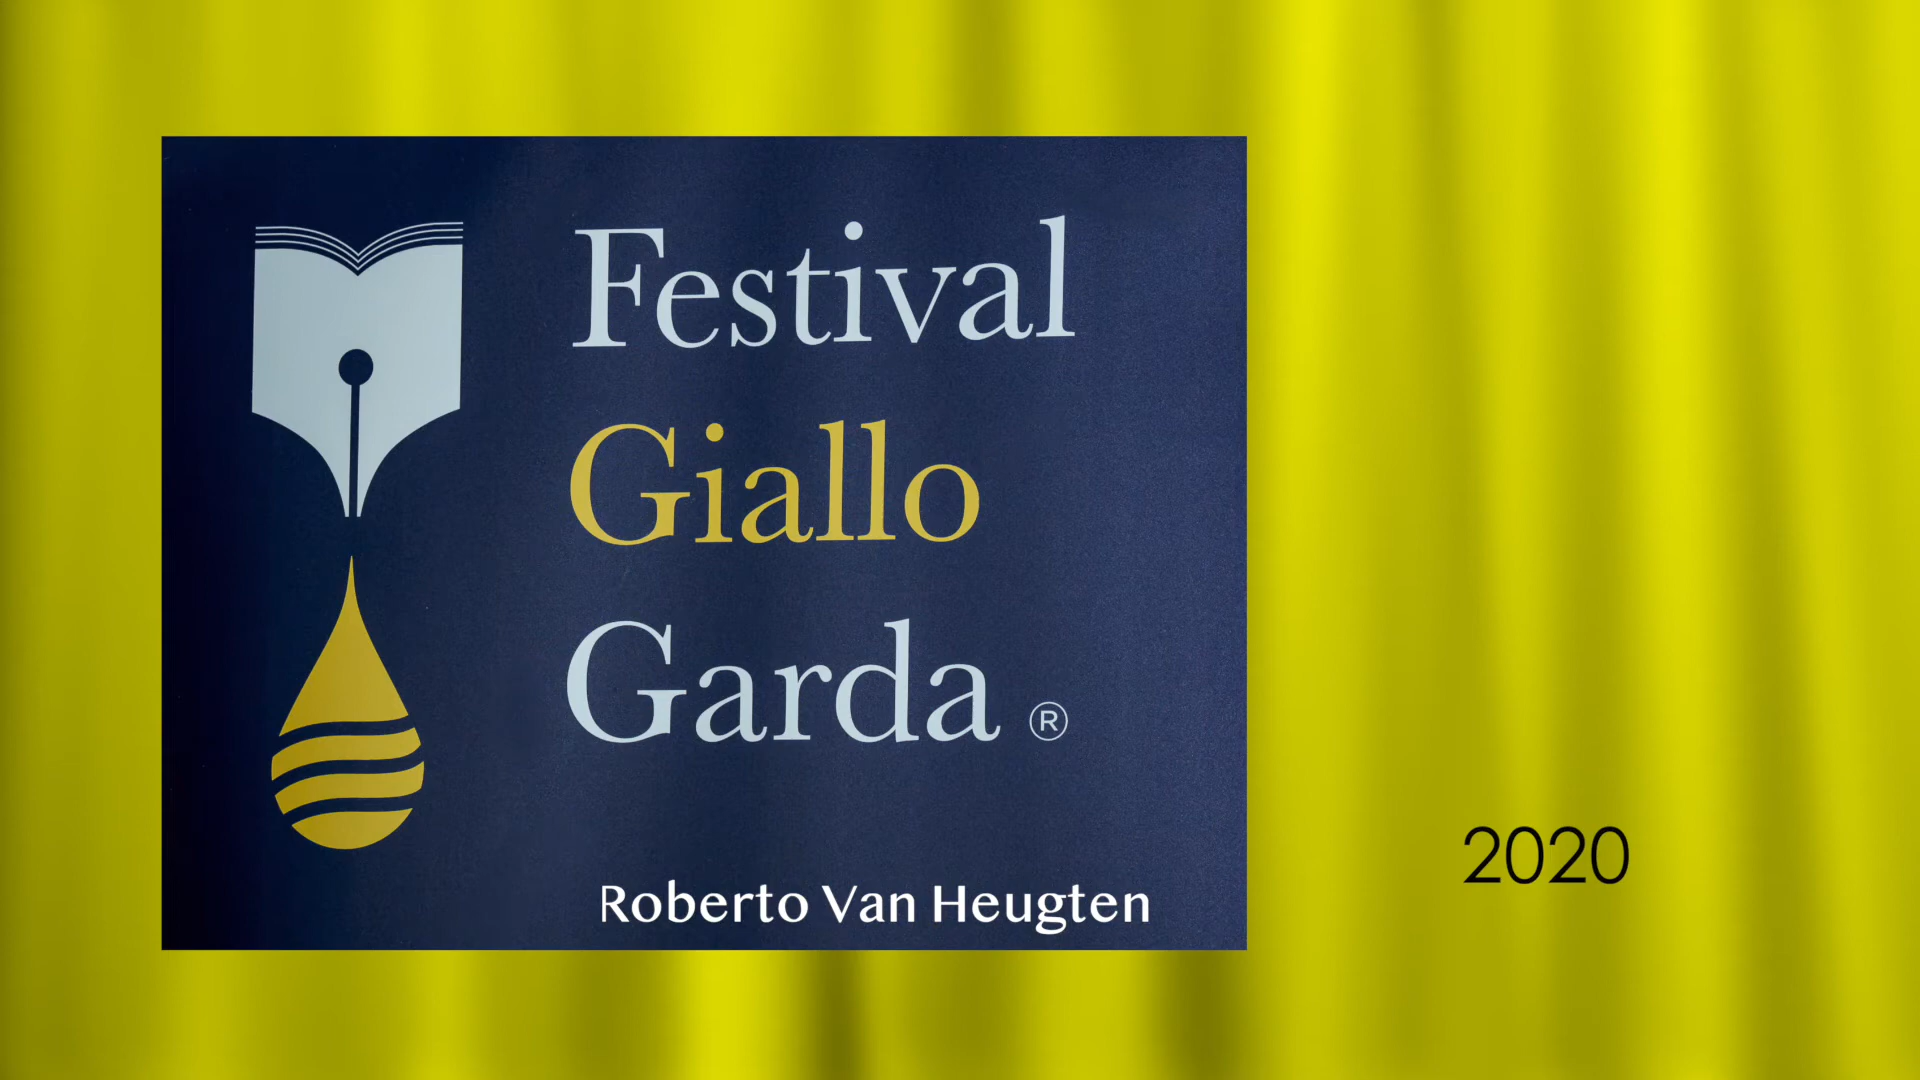 Festival
Giallo
Garda ®
Roberto Van Heugten
2020